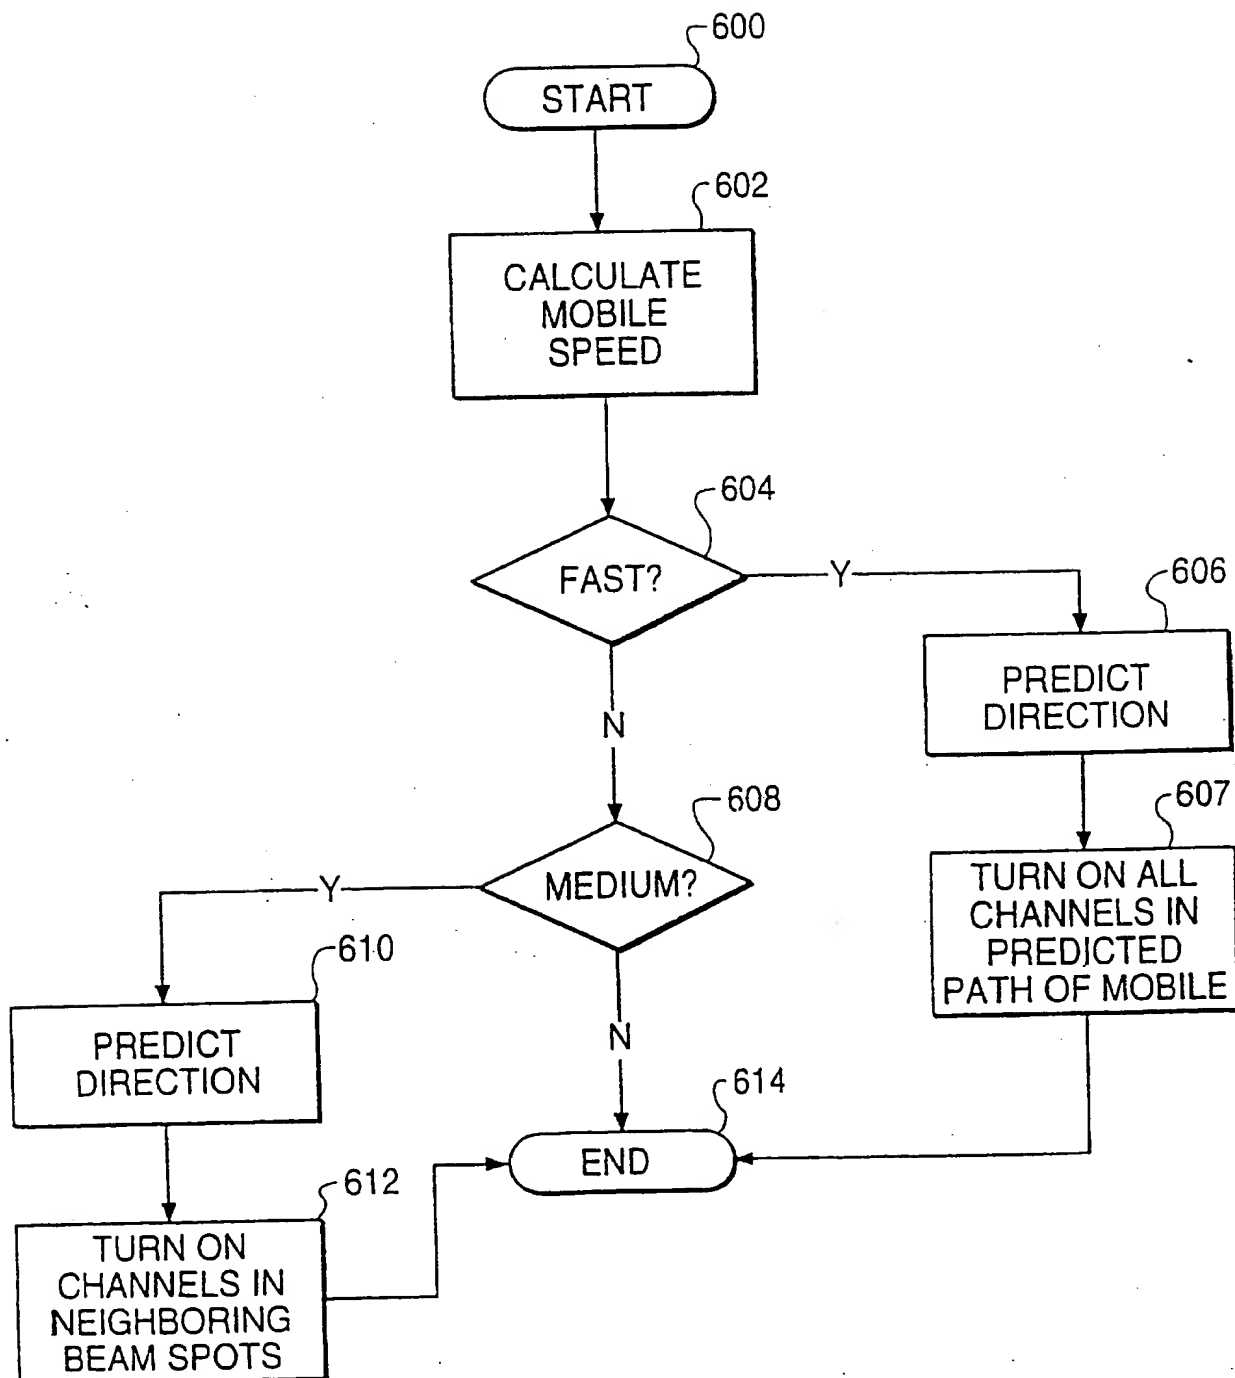 600
START
602
CALCULATE
MOBILE
SPEED
604
FAST?
Y
606
PREDICT
DIRECTION
N
608
MEDIUM?
Y
607
TURN ON ALL
CHANNELS IN
PREDICTED
PATH OF MOBILE
610
PREDICT
DIRECTION
N
614
END
612
TURN ON
CHANNELS IN
NEIGHBORING
BEAM SPOTS